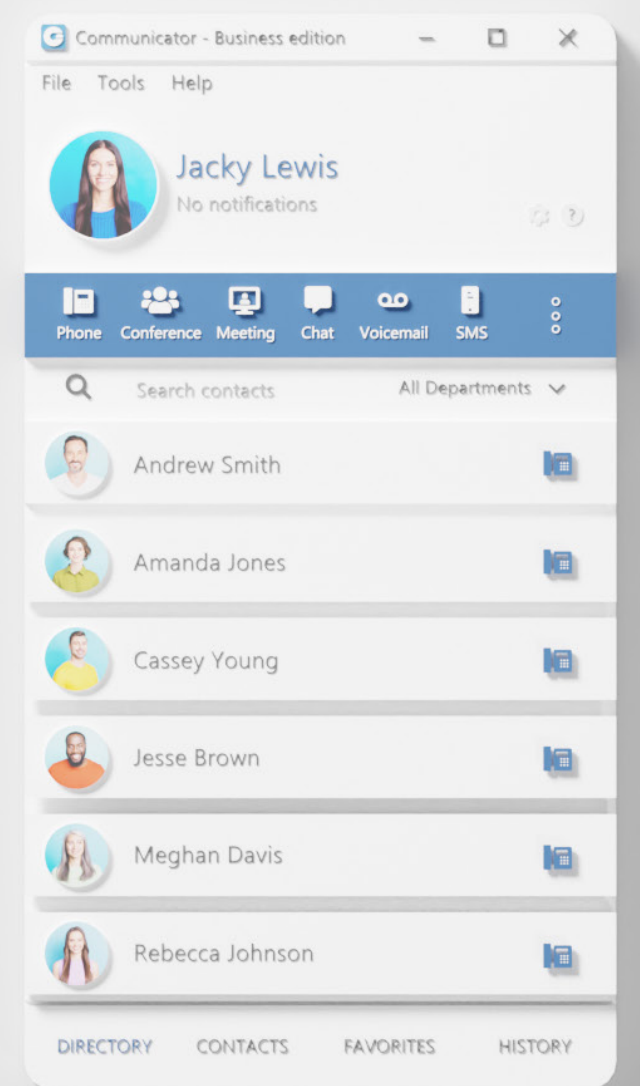 Communicator - Business edition
File Tools Help
Jacky Lewis
No notifications
?
Phone Conference Meeting Chat Voicemail SMS
Search contacts All Departments
Andrew Smith
Amanda Jones
Cassey Young
Jesse Brown
Meghan Davis
Rebecca Johnson
DIRECTORY CONTACTS FAVORITES HISTORY